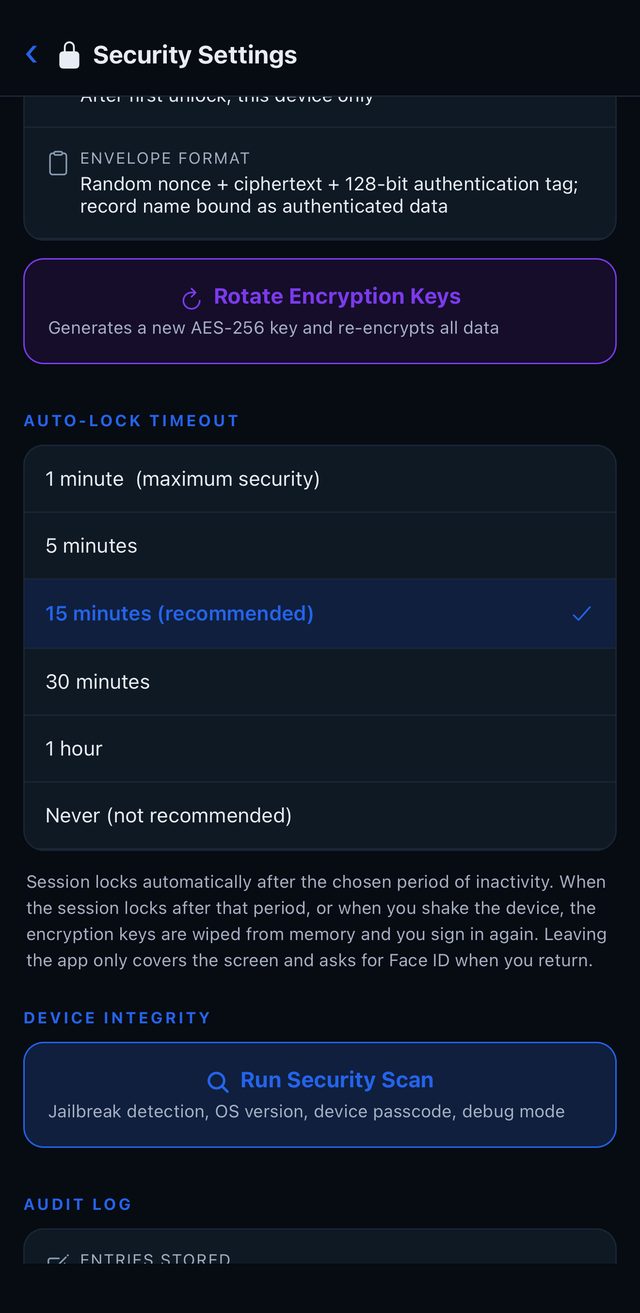 Security Settings
After first unlock, this device only
ENVELOPE FORMAT
Random nonce + ciphertext + 128-bit authentication tag;
record name bound as authenticated data
Rotate Encryption Keys
Generates a new AES-256 key and re-encrypts all data
AUTO-LOCK TIMEOUT
1 minute (maximum security)
5 minutes
15 minutes (recommended)
30 minutes
1 hour
Never (not recommended)
Session locks automatically after the chosen period of inactivity. When
the session locks after that period, or when you shake the device, the
encryption keys are wiped from memory and you sign in again. Leaving
the app only covers the screen and asks for Face ID when you return.
DEVICE INTEGRITY
Run Security Scan
Jailbreak detection, OS version, device passcode, debug mode
AUDIT LOG
ENTRIES STORED